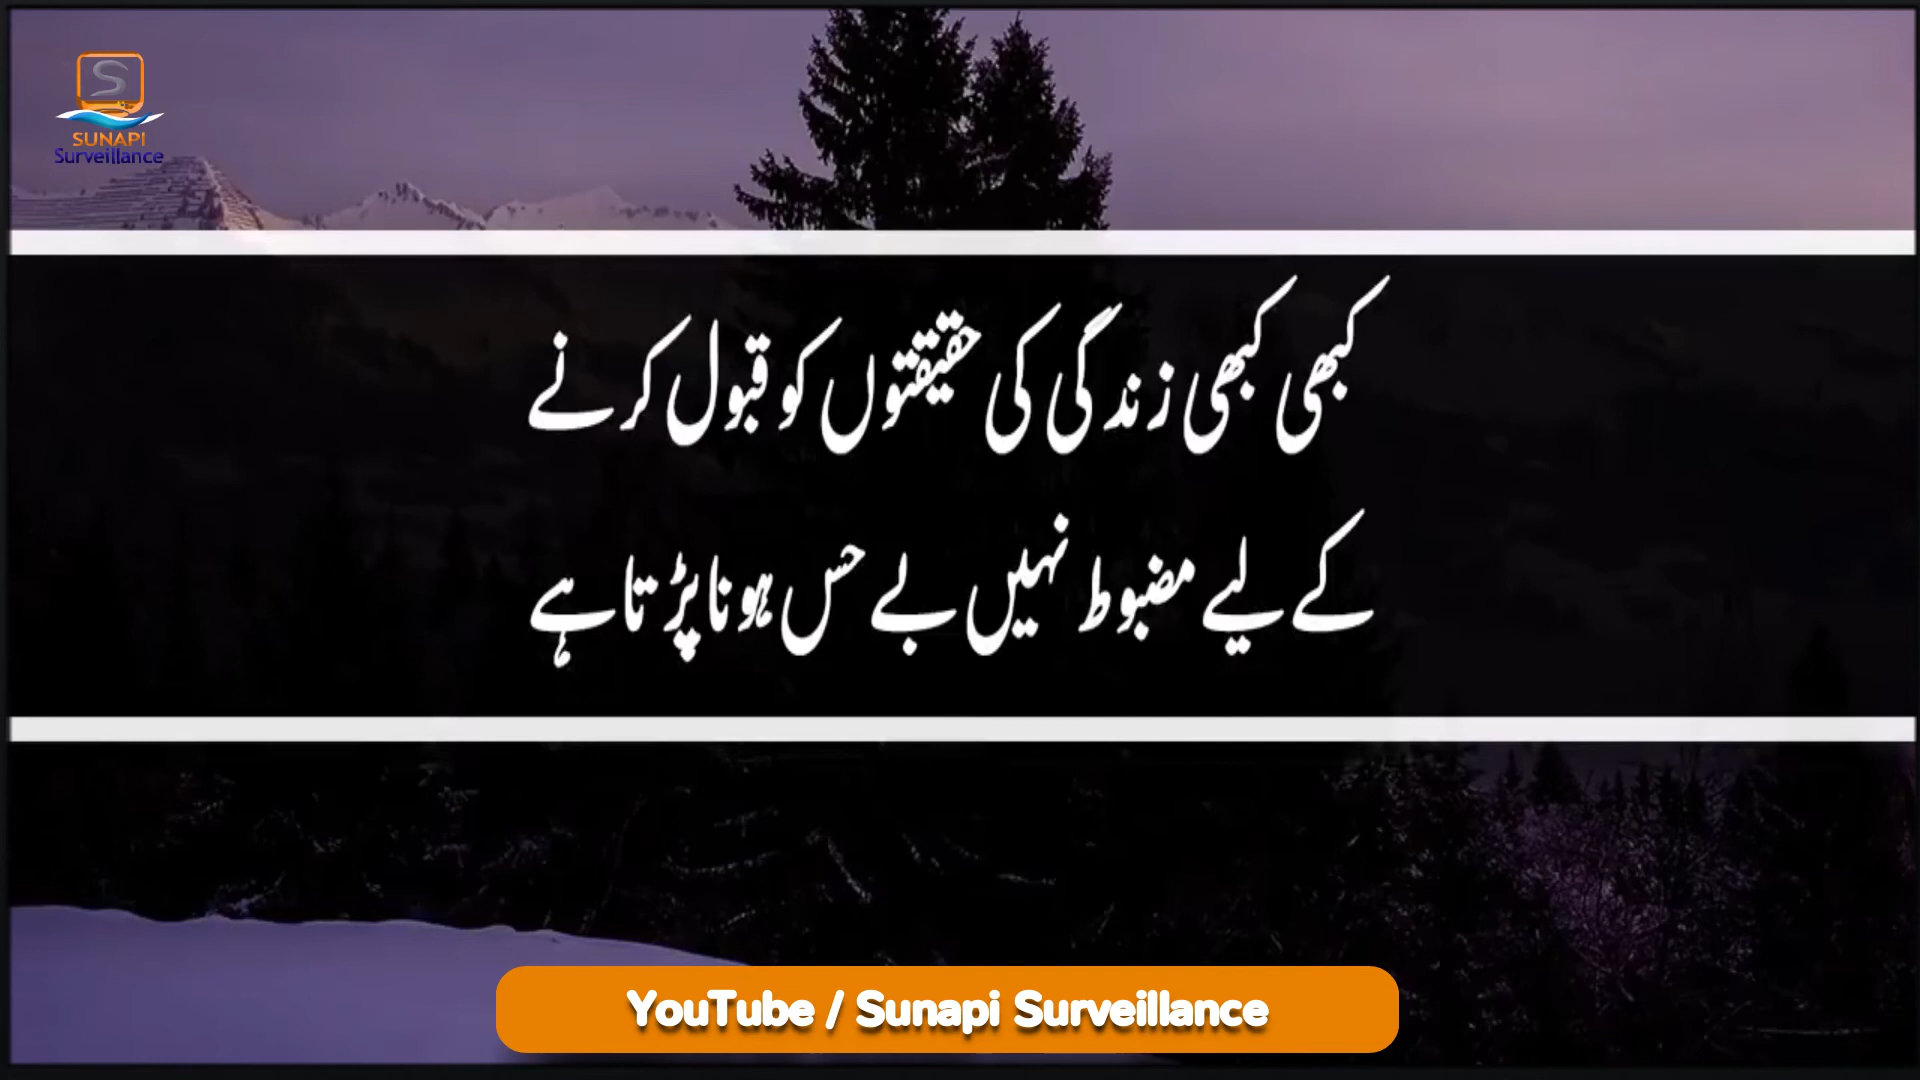 SUNAPI
Surveillance
کبھی کبھی زندگی کی حقیقتوں کو قبول کرنے
کے لیے مضبوط نہیں بے حس ہونا پڑتا ہے
YouTube / Sunapi Surveillance